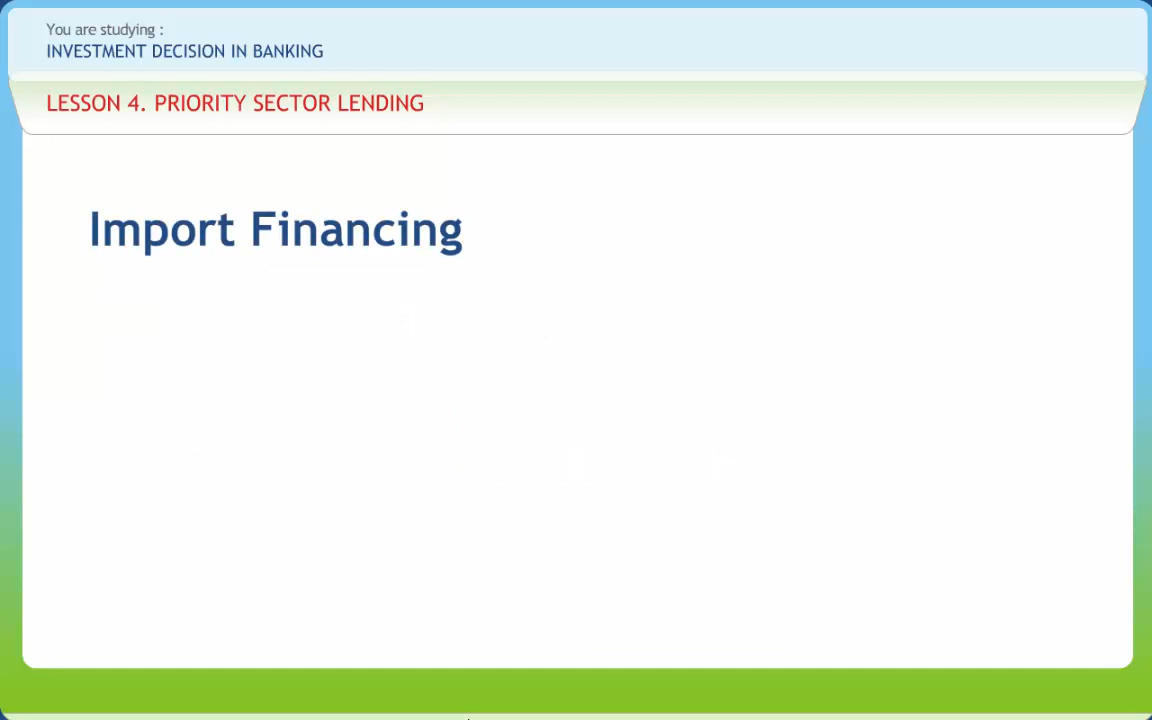 You are studying :
INVESTMENT DECISION IN BANKING
LESSON 4. PRIORITY SECTOR LENDING
Import Financing